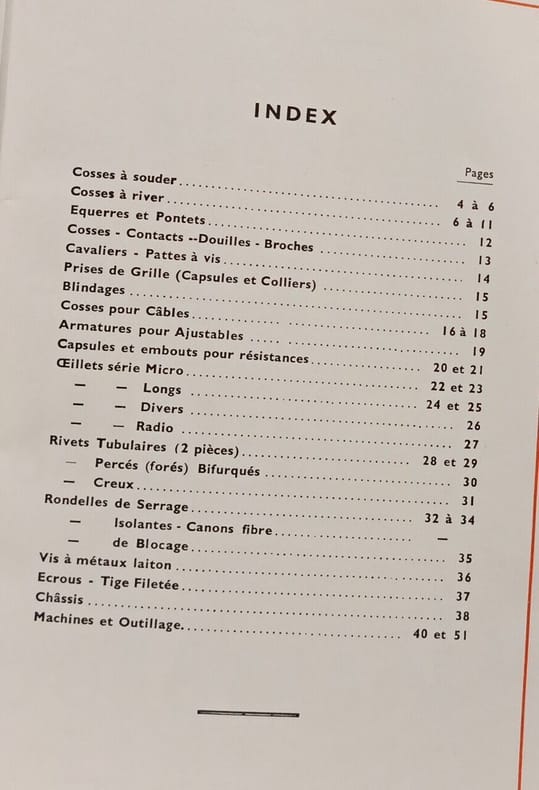 INDEX
Pages
Cosses à souder 4 à 6
Cosses à river 6 à 11
Equerres et Pontets 12
Cosses - Contacts --Douilles - Broches 13
Cavaliers - Pattes à vis 14
Prises de Grille (Capsules et Colliers) 15
Blindages 15
Cosses pour Câbles 16 à 18
Armatures pour Ajustables 19
Capsules et embouts pour résistances 20 et 21
Œillets série Micro 22 et 23
— — Longs 24 et 25
— — Divers 26
— — Radio 27
Rivets Tubulaires (2 pièces) 28 et 29
— Percés (forés) Bifurqués 30
— Creux 31
Rondelles de Serrage 32 à 34
— Isolantes - Canons fibre —
— de Blocage 35
Vis à métaux laiton 36
Ecrous - Tige Filetée 37
Châssis 38
Machines et Outillage 40 et 51